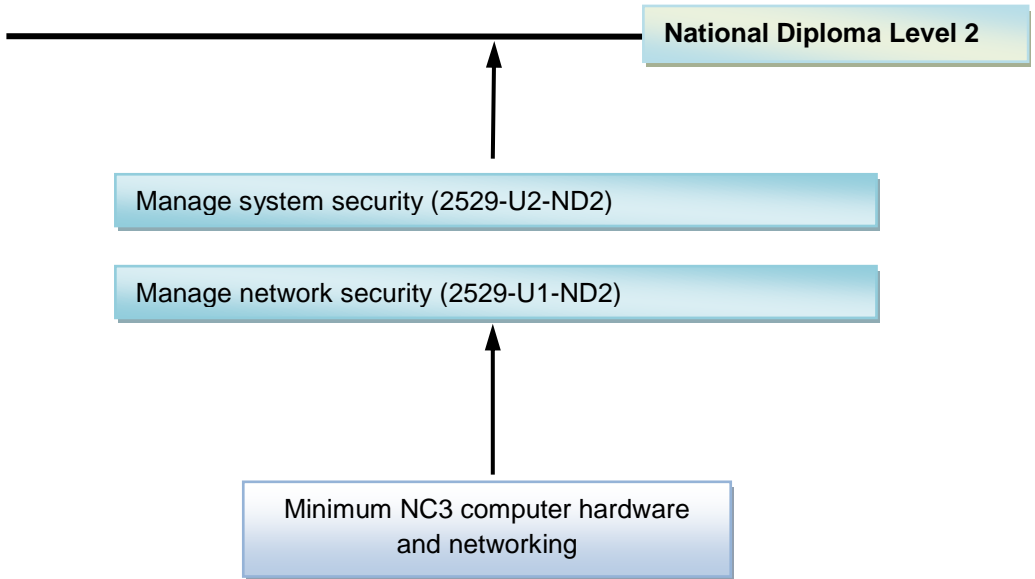 National Diploma Level 2
Manage system security (2529-U2-ND2)
Manage network security (2529-U1-ND2)
Minimum NC3 computer hardware
and networking